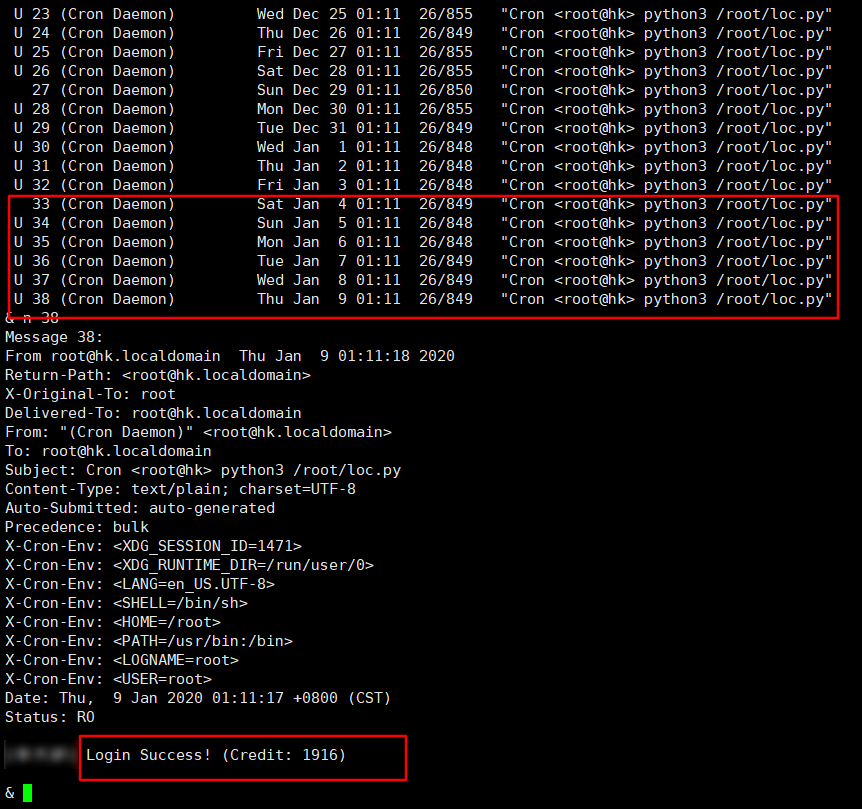 U 23 (Cron Daemon)         Wed Dec 25 01:11  26/855   "Cron <root@hk> python3 /root/loc.py"
U 24 (Cron Daemon)         Thu Dec 26 01:11  26/849   "Cron <root@hk> python3 /root/loc.py"
U 25 (Cron Daemon)         Fri Dec 27 01:11  26/855   "Cron <root@hk> python3 /root/loc.py"
U 26 (Cron Daemon)         Sat Dec 28 01:11  26/855   "Cron <root@hk> python3 /root/loc.py"
  27 (Cron Daemon)         Sun Dec 29 01:11  26/850   "Cron <root@hk> python3 /root/loc.py"
U 28 (Cron Daemon)         Mon Dec 30 01:11  26/855   "Cron <root@hk> python3 /root/loc.py"
U 29 (Cron Daemon)         Tue Dec 31 01:11  26/849   "Cron <root@hk> python3 /root/loc.py"
U 30 (Cron Daemon)         Wed Jan  1 01:11  26/848   "Cron <root@hk> python3 /root/loc.py"
U 31 (Cron Daemon)         Thu Jan  2 01:11  26/848   "Cron <root@hk> python3 /root/loc.py"
U 32 (Cron Daemon)         Fri Jan  3 01:11  26/848   "Cron <root@hk> python3 /root/loc.py"
  33 (Cron Daemon)         Sat Jan  4 01:11  26/849   "Cron <root@hk> python3 /root/loc.py"
U 34 (Cron Daemon)         Sun Jan  5 01:11  26/848   "Cron <root@hk> python3 /root/loc.py"
U 35 (Cron Daemon)         Mon Jan  6 01:11  26/848   "Cron <root@hk> python3 /root/loc.py"
U 36 (Cron Daemon)         Tue Jan  7 01:11  26/849   "Cron <root@hk> python3 /root/loc.py"
U 37 (Cron Daemon)         Wed Jan  8 01:11  26/849   "Cron <root@hk> python3 /root/loc.py"
U 38 (Cron Daemon)         Thu Jan  9 01:11  26/849   "Cron <root@hk> python3 /root/loc.py"
& n 38
Message 38:
From root@hk.localdomain  Thu Jan  9 01:11:18 2020
Return-Path: <root@hk.localdomain>
X-Original-To: root
Delivered-To: root@hk.localdomain
From: "(Cron Daemon)" <root@hk.localdomain>
To: root@hk.localdomain
Subject: Cron <root@hk> python3 /root/loc.py
Content-Type: text/plain; charset=UTF-8
Auto-Submitted: auto-generated
Precedence: bulk
X-Cron-Env: <XDG_SESSION_ID=1471>
X-Cron-Env: <XDG_RUNTIME_DIR=/run/user/0>
X-Cron-Env: <LANG=en_US.UTF-8>
X-Cron-Env: <SHELL=/bin/sh>
X-Cron-Env: <HOME=/root>
X-Cron-Env: <PATH=/usr/bin:/bin>
X-Cron-Env: <LOGNAME=root>
X-Cron-Env: <USER=root>
Date: Thu,  9 Jan 2020 01:11:17 +0800 (CST)
Status: RO
Login Success! (Credit: 1916)
&